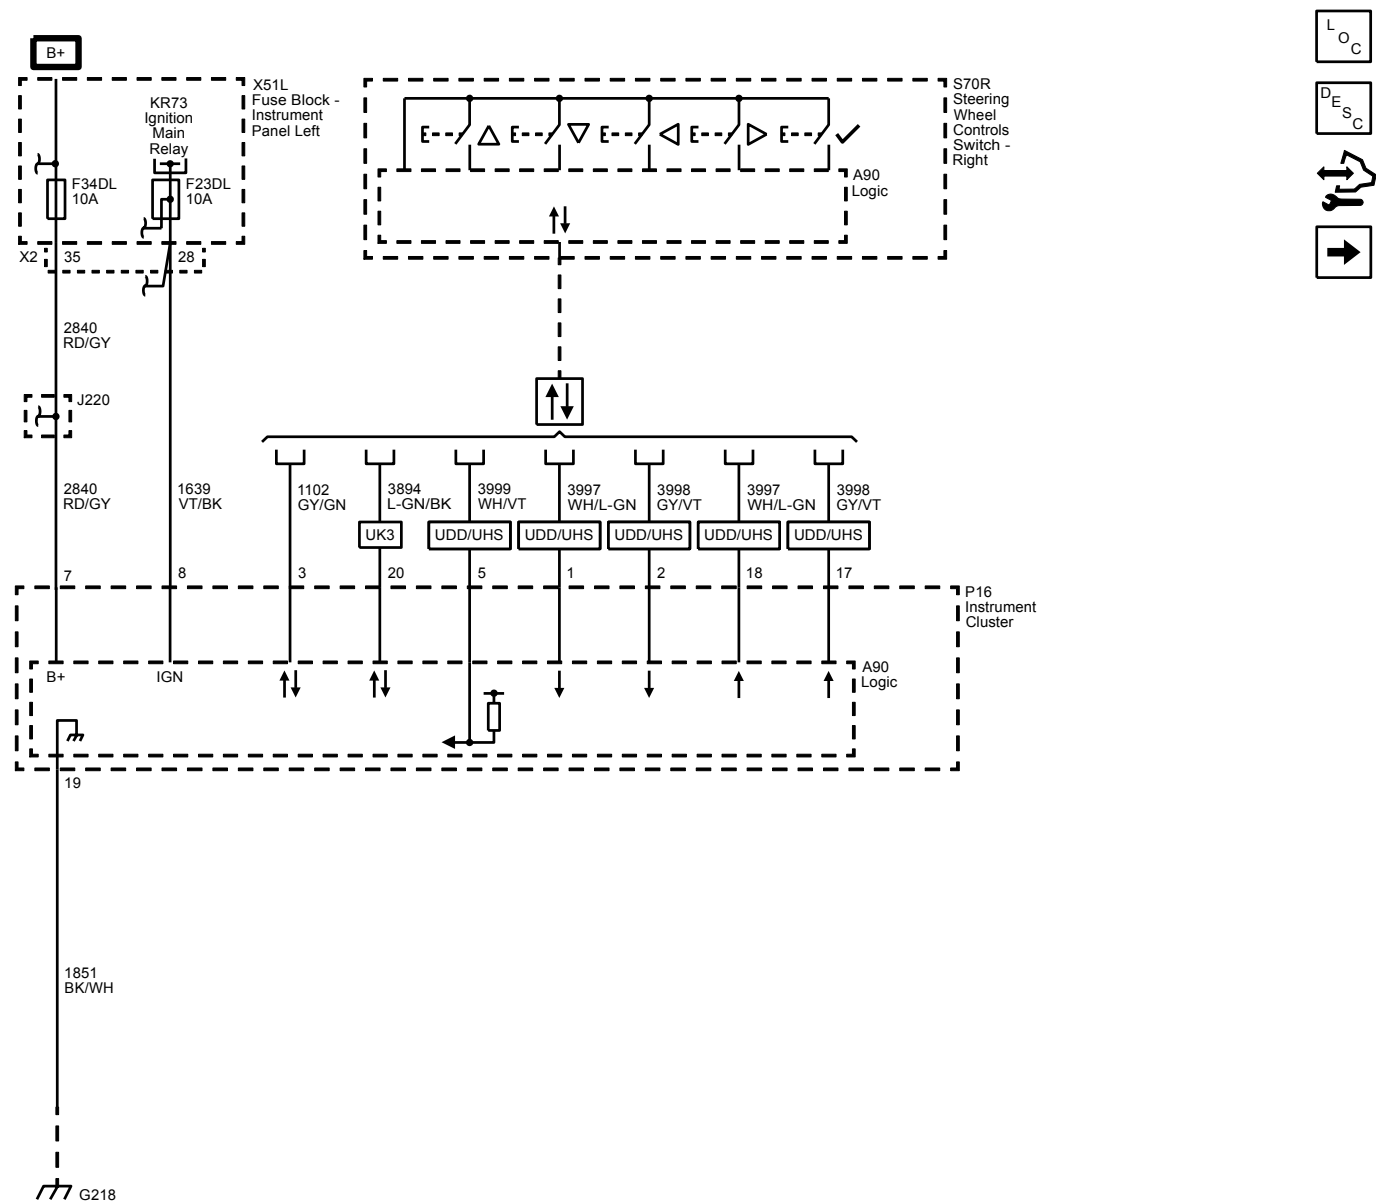 B+
X51L
Fuse Block -
Instrument
Panel Left
KR73
Ignition
Main
Relay
F34DL
10A
F23DL
10A
X2
35
28
S70R
Steering
Wheel
Controls
Switch -
Right
A90
Logic
L
O
C
D
E
S
C
2840
RD/GY
J220
2840
RD/GY
1639
VT/BK
1102
GY/GN
3894
L-GN/BK
3999
WH/VT
3997
WH/L-GN
3998
GY/VT
3997
WH/L-GN
3998
GY/VT
UK3
UDD/UHS
UDD/UHS
UDD/UHS
UDD/UHS
UDD/UHS
7
8
3
20
5
1
2
18
17
P16
Instrument
Cluster
B+
IGN
A90
Logic
19
1851
BK/WH
G218